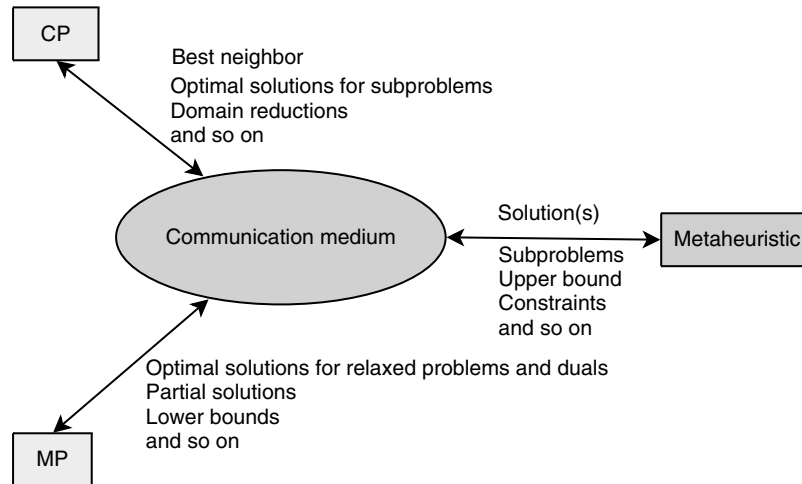 CP
Best neighbor
Optimal solutions for subproblems
Domain reductions
and so on
Communication medium
Solution(s)
Metaheuristic
Subproblems
Upper bound
Constraints
and so on
Optimal solutions for relaxed problems and duals
Partial solutions
Lower bounds
and so on
MP